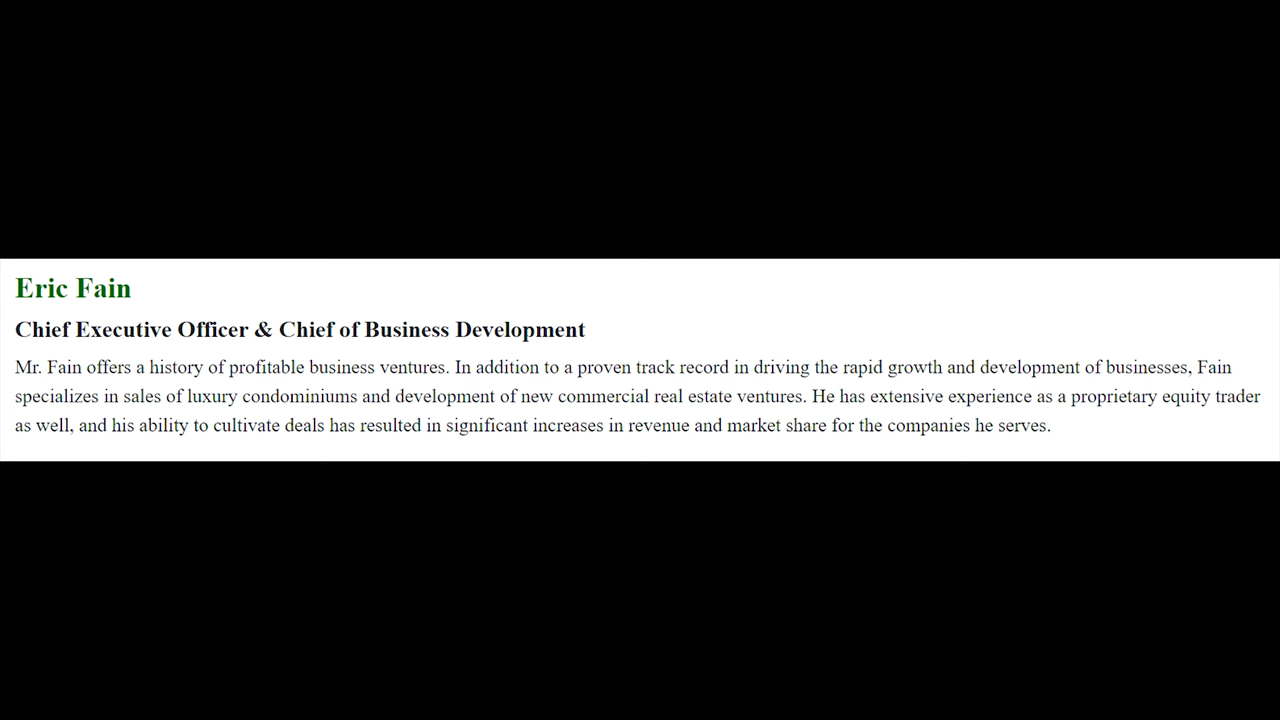 Eric Fain
Chief Executive Officer & Chief of Business Development
Mr. Fain offers a history of profitable business ventures. In addition to a proven track record in driving the rapid growth and development of businesses, Fain
specializes in sales of luxury condominiums and development of new commercial real estate ventures. He has extensive experience as a proprietary equity trader
as well, and his ability to cultivate deals has resulted in significant increases in revenue and market share for the companies he serves.